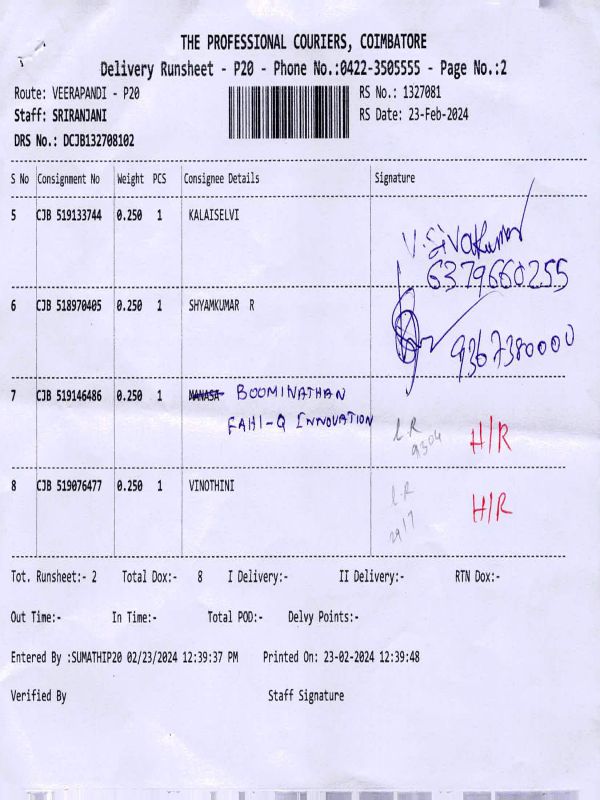 THE PROFESSIONAL COURIERS, COIMBATORE
Delivery Runsheet - P20 - Phone No.:0422-3505555 - Page No.:2
Route: VEERAPANDI - P20 RS No.: 1327081
Staff: SRIRANJANI RS Date: 23-Feb-2024
DRS No.: DCJB132708102
S No Consignment No Weight PCS Consignee Details Signature
5 CJB 519133744 0.250 1 KALAISELVI
V. Sivakumar
6379660255
6 CJB 518970405 0.250 1 SHYAMKUMAR R
9367380000
7 CJB 519146486 0.250 1 MANASA BOOMINATHAN
FAHI-Q INNOVATION
LR
9304 H/R
8 CJB 519076477 0.250 1 VINOTHINI
LR
2917 H/R
Tot. Runsheet:- 2 Total Dox:- 8 I Delivery:- II Delivery:- RTN Dox:-
Out Time:- In Time:- Total POD:- Delvy Points:-
Entered By :SUMATHIP20 02/23/2024 12:39:37 PM Printed On: 23-02-2024 12:39:48
Verified By Staff Signature